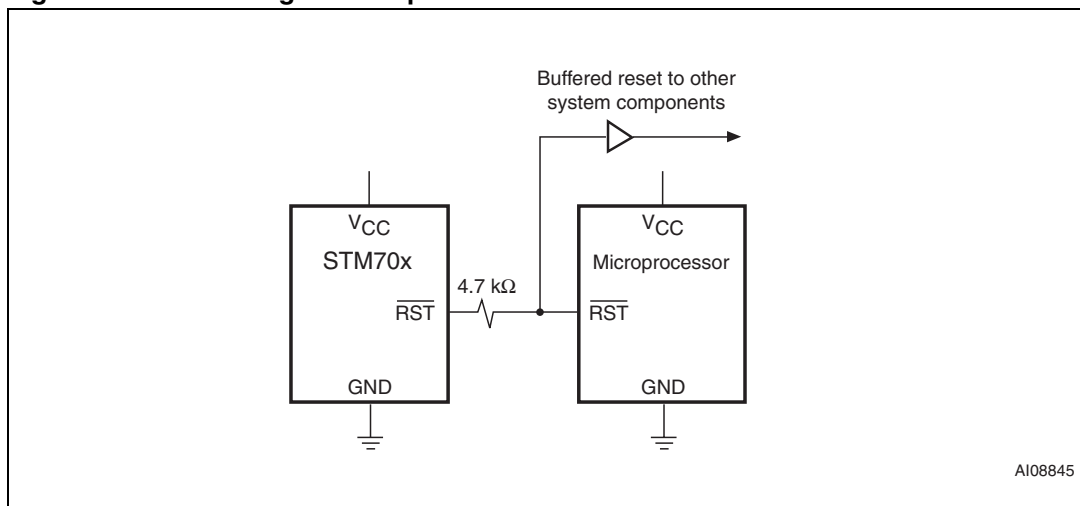 Buffered reset to other
system components
VCC
STM70x
4.7 kΩ
RST
GND
VCC
Microprocessor
RST
GND
AI08845